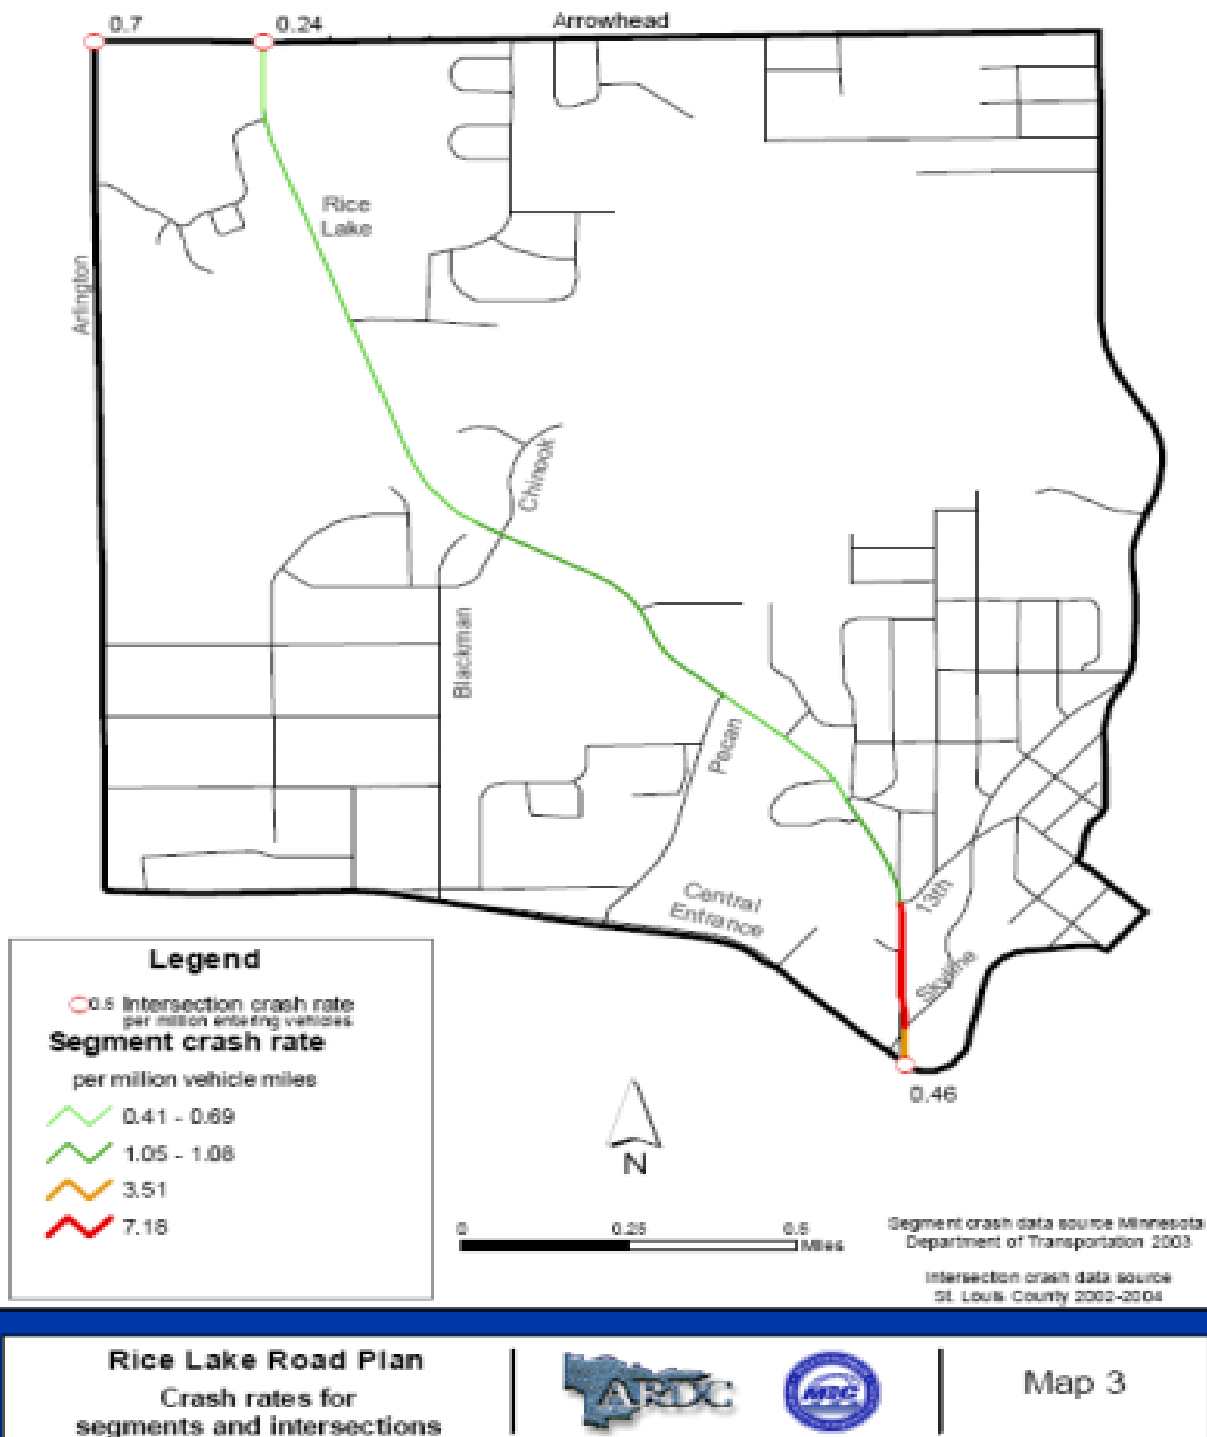 0.7
0.24
Arrowhead
Rice
Lake
Arlington
Chinook
Blackman
Pecan
Central
Entrance
13th
Skyline
0.46
Legend
0.5 Intersection crash rate
per million entering vehicles
Segment crash rate
per million vehicle miles
0.41 - 0.69
1.05 - 1.08
3.51
7.18
N
0 0.25 0.5
Miles
Segment crash data source Minnesota
Department of Transportation 2003
Intersection crash data source
St. Louis County 2002-2004
Rice Lake Road Plan
Crash rates for
segments and intersections
ARDC
MIC
Map 3